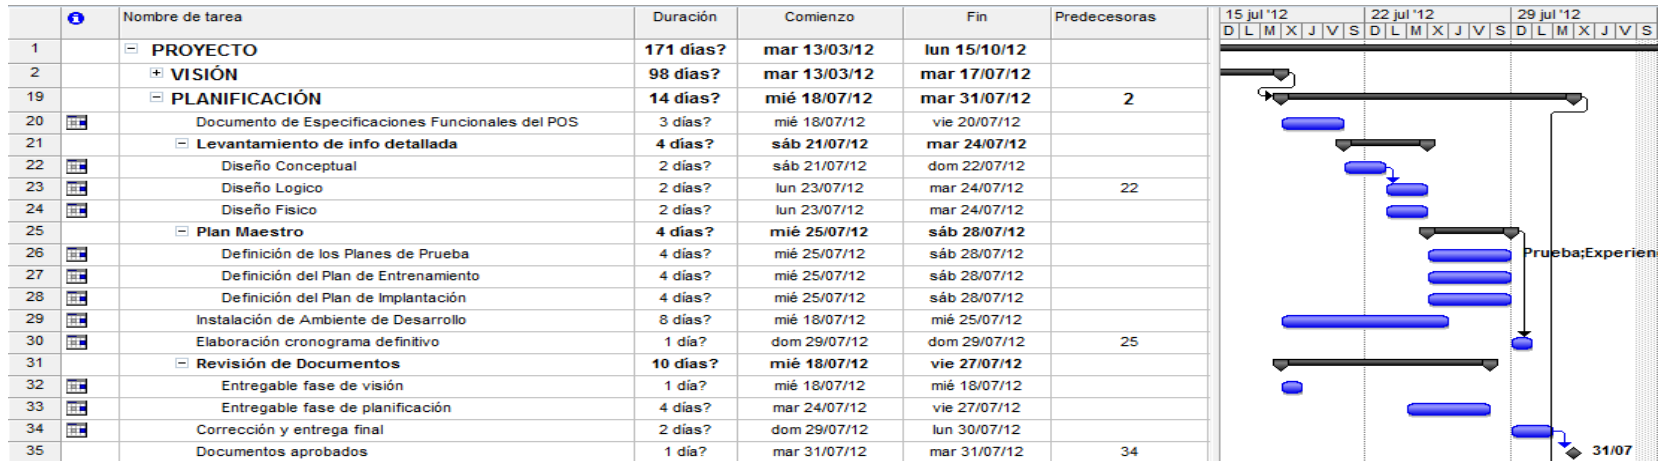 Nombre de tarea Duración Comienzo Fin Predecesoras 15 jul '12 22 jul '12 29 jul '12
D L M X J V S D L M X J V S D L M X J V S
1 PROYECTO 171 días? mar 13/03/12 lun 15/10/12
2 VISIÓN 98 días? mar 13/03/12 mar 17/07/12
19 PLANIFICACIÓN 14 días? mié 18/07/12 mar 31/07/12 2
20 Documento de Especificaciones Funcionales del POS 3 días? mié 18/07/12 vie 20/07/12
21 Levantamiento de info detallada 4 días? sáb 21/07/12 mar 24/07/12
22 Diseño Conceptual 2 días? sáb 21/07/12 dom 22/07/12
23 Diseño Logico 2 días? lun 23/07/12 mar 24/07/12 22
24 Diseño Fisico 2 días? lun 23/07/12 mar 24/07/12
25 Plan Maestro 4 días? mié 25/07/12 sáb 28/07/12
26 Definición de los Planes de Prueba 4 días? mié 25/07/12 sáb 28/07/12 Prueba;Experien
27 Definición del Plan de Entrenamiento 4 días? mié 25/07/12 sáb 28/07/12
28 Definición del Plan de Implantación 4 días? mié 25/07/12 sáb 28/07/12
29 Instalación de Ambiente de Desarrollo 8 días? mié 18/07/12 mié 25/07/12
30 Elaboración cronograma definitivo 1 día? dom 29/07/12 dom 29/07/12 25
31 Revisión de Documentos 10 días? mié 18/07/12 vie 27/07/12
32 Entregable fase de visión 1 día? mié 18/07/12 mié 18/07/12
33 Entregable fase de planificación 4 días? mar 24/07/12 vie 27/07/12
34 Corrección y entrega final 2 días? dom 29/07/12 lun 30/07/12
35 Documentos aprobados 1 día? mar 31/07/12 mar 31/07/12 34 31/07